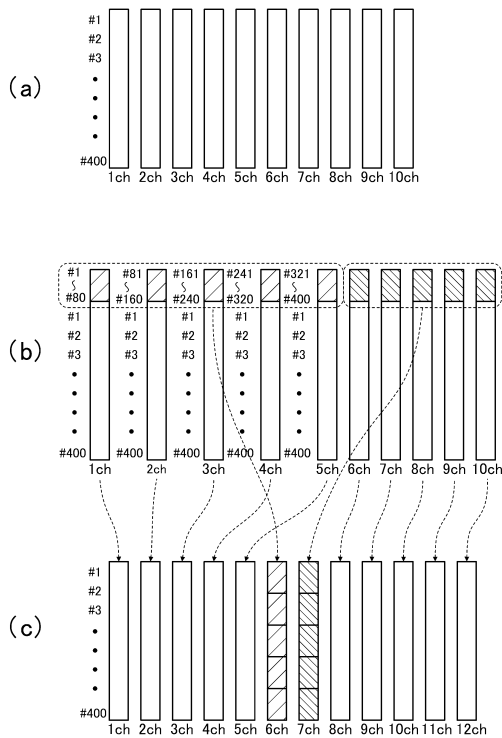 (a)
#1
#2
#3
#400
1ch 2ch 3ch 4ch 5ch 6ch 7ch 8ch 9ch 10ch
(b)
#1 #81 #161 #241 #321
~ ~ ~ ~ ~
#80 #160 #240 #320 #400
#1 #1 #1 #1 #1
#2 #2 #2 #2 #2
#3 #3 #3 #3 #3
#400 #400 #400 #400 #400
1ch 2ch 3ch 4ch 5ch 6ch 7ch 8ch 9ch 10ch
(c)
#1
#2
#3
#400
1ch 2ch 3ch 4ch 5ch 6ch 7ch 8ch 9ch 10ch 11ch 12ch